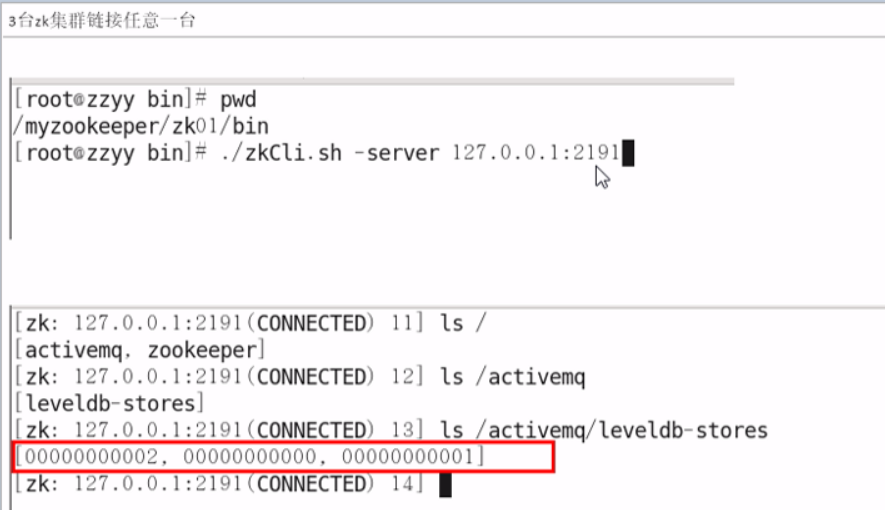 3台zk集群链接任意一台
[root@zzyy bin]# pwd
/myzookeeper/zk01/bin
[root@zzyy bin]# ./zkCli.sh -server 127.0.0.1:2191
[zk: 127.0.0.1:2191(CONNECTED) 11] ls /
[activemq, zookeeper]
[zk: 127.0.0.1:2191(CONNECTED) 12] ls /activemq
[leveldb-stores]
[zk: 127.0.0.1:2191(CONNECTED) 13] ls /activemq/leveldb-stores
[00000000002, 00000000000, 00000000001]
[zk: 127.0.0.1:2191(CONNECTED) 14]